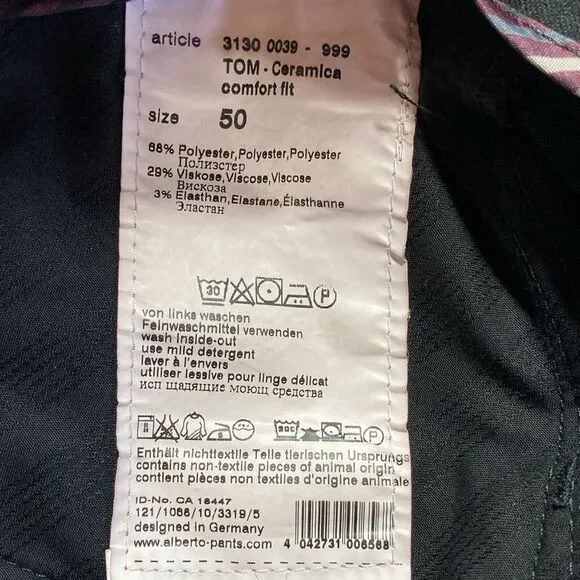 article 3130 0039 - 999
TOM - Ceramica
comfort fit
size 50
68% Polyester,Polyester,Polyester
Полиэстер
29% Viskose,Viscose,Viscose
Вискоза
3% Elasthan,Elastane,Élasthanne
Эластан
30 P
von links waschen
Feinwaschmittel verwenden
wash inside-out
use mild detergent
laver à l'envers
utiliser lessive pour linge délicat
исп щадящие моющ средства
Enthält nichttextile Teile tierischen Ursprungs
contains non-textile pieces of animal origin
contient pièces non textiles d'origine animale
ID-No. CA 18447
121/1088/10/3319/5
designed in Germany
www.alberto-pants.com
4 042731 006568